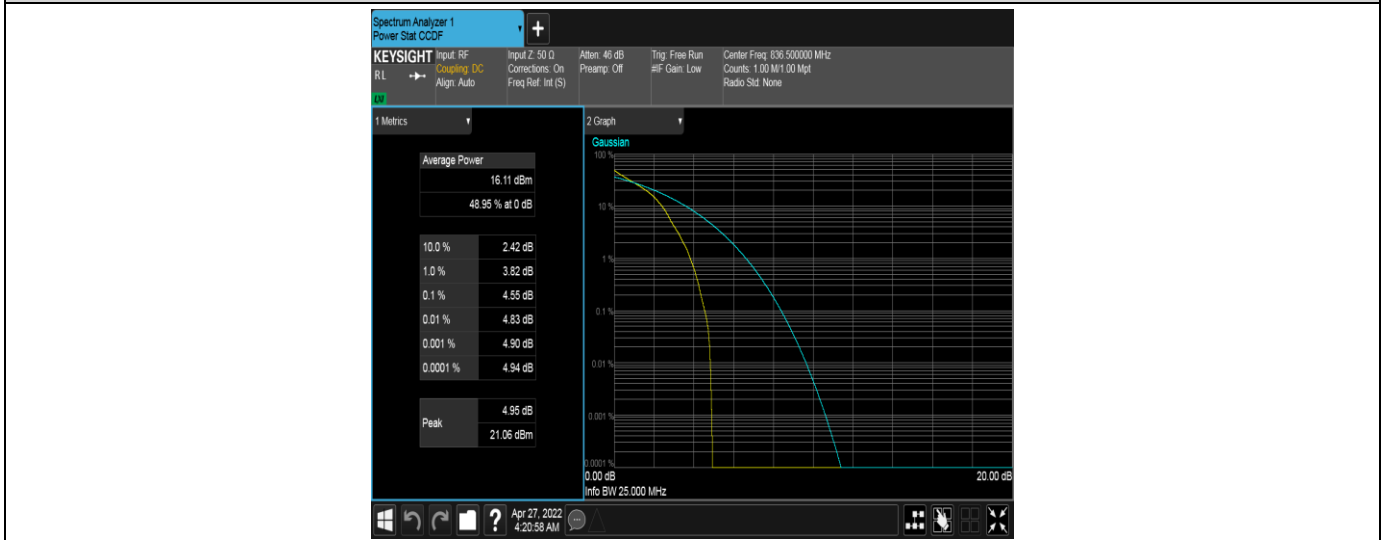 Spectrum Analyzer 1
Power Stat CCDF
+
KEYSIGHT
RL
Input: RF
Coupling: DC
Align: Auto
Input Z: 50 Ω
Corrections: On
Freq Ref: Int (S)
Atten: 46 dB
Preamp: Off
Trig: Free Run
#IF Gain: Low
Center Freq: 836.500000 MHz
Counts: 1.00 M/1.00 Mpt
Radio Std: None
1 Metrics
Average Power
16.11 dBm
48.95 % at 0 dB
10.0 % 2.42 dB
1.0 % 3.82 dB
0.1 % 4.55 dB
0.01 % 4.83 dB
0.001 % 4.90 dB
0.0001 % 4.94 dB
Peak
4.95 dB
21.06 dBm
2 Graph
Gaussian
100 %
10 %
1 %
0.1 %
0.01 %
0.001 %
0.0001 %
0.00 dB
20.00 dB
Info BW 25.000 MHz
?
Apr 27, 2022
4:20:58 AM